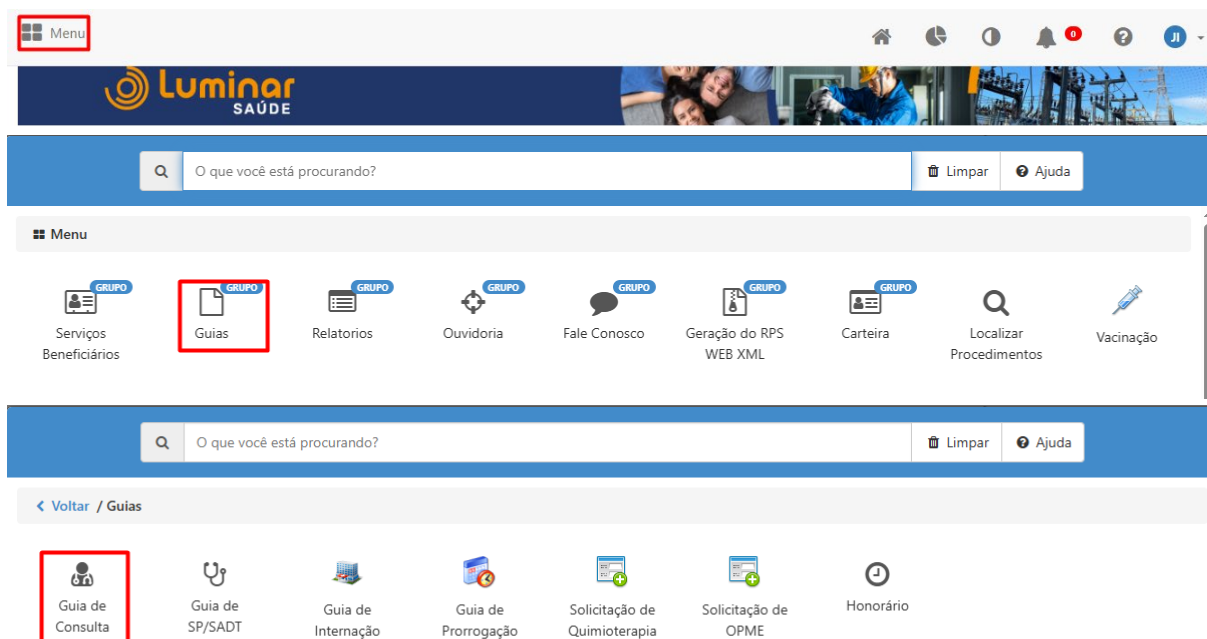 Menu
0
JI
Luminar
SAÚDE
O que você está procurando?
Limpar
Ajuda
Menu
GRUPO
GRUPO
GRUPO
GRUPO
GRUPO
GRUPO
GRUPO
Serviços
Beneficiários
Guias
Relatorios
Ouvidoria
Fale Conosco
Geração do RPS
WEB XML
Carteira
Localizar
Procedimentos
Vacinação
O que você está procurando?
Limpar
Ajuda
Voltar / Guias
Guia de
Consulta
Guia de
SP/SADT
Guia de
Internação
Guia de
Prorrogação
Solicitação de
Quimioterapia
Solicitação de
OPME
Honorário